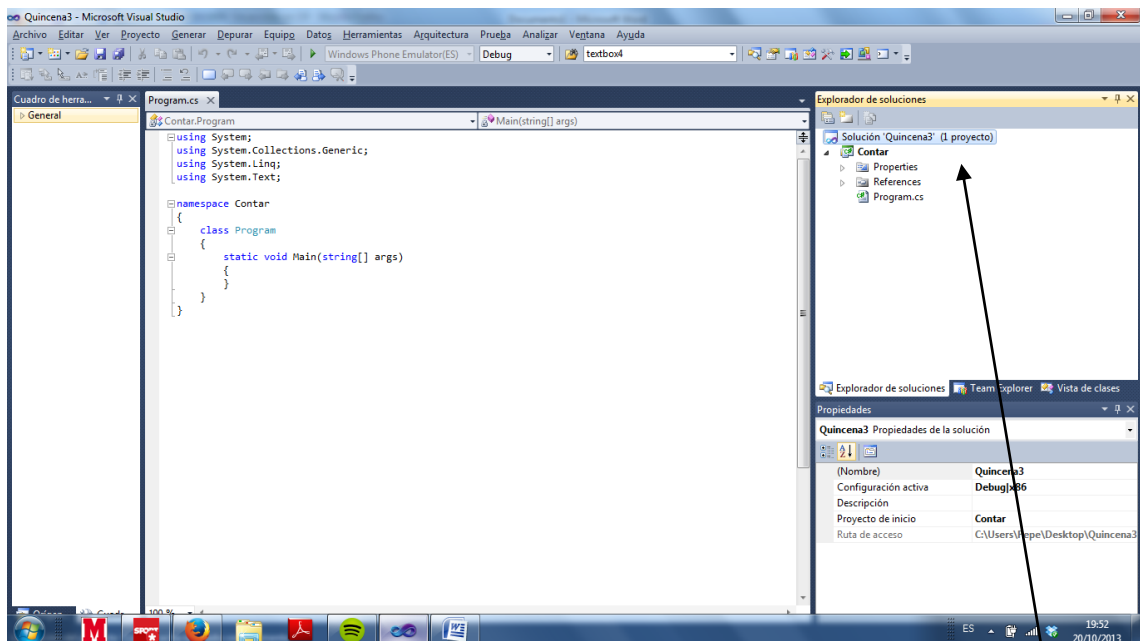 Quincena3 - Microsoft Visual Studio
Archivo Editar Ver Proyecto Generar Depurar Equipo Datos Herramientas Arquitectura Prueba Analizar Ventana Ayuda
Windows Phone Emulator(ES) Debug textbox4
Cuadro de herra...
General
Program.cs
Contar.Program Main(string[] args)
using System;
using System.Collections.Generic;
using System.Linq;
using System.Text;
namespace Contar
{
class Program
{
static void Main(string[] args)
{
}
}
}
100 %
Explorador de soluciones
Solución 'Quincena3' (1 proyecto)
Contar
Properties
References
Program.cs
Explorador de soluciones Team Explorer Vista de clases
Propiedades
Quincena3 Propiedades de la solución
(Nombre) Quincena3
Configuración activa Debug|x86
Descripción
Proyecto de inicio Contar
Ruta de acceso C:\Users\Pepe\Desktop\Quincena3
ES
19:52
20/10/2013